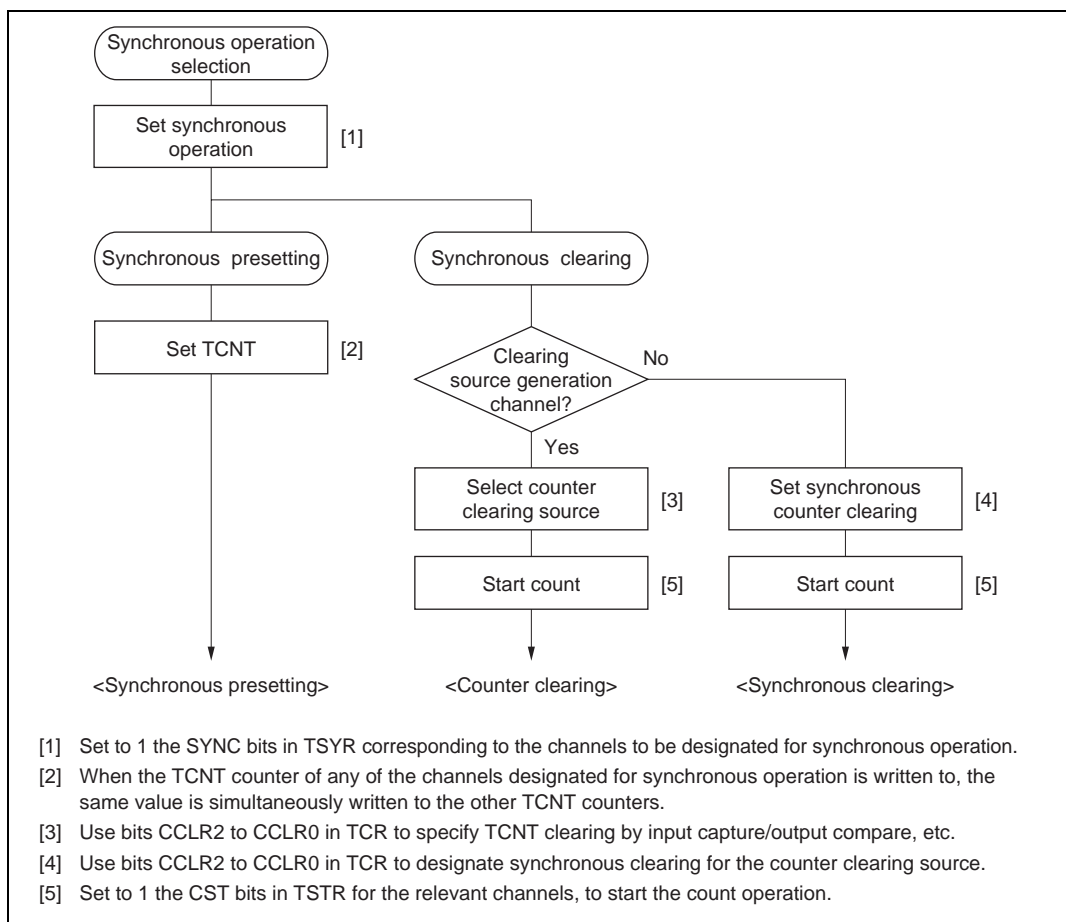 Synchronous operation
selection
Set synchronous
operation
[1]
Synchronous presetting
Synchronous clearing
Set TCNT
[2]
Clearing
source generation
channel?
No
Yes
Select counter
clearing source
[3]
Set synchronous
counter clearing
[4]
Start count
[5]
Start count
[5]
<Synchronous presetting>
<Counter clearing>
<Synchronous clearing>
[1] Set to 1 the SYNC bits in TSYR corresponding to the channels to be designated for synchronous operation.
[2] When the TCNT counter of any of the channels designated for synchronous operation is written to, the
same value is simultaneously written to the other TCNT counters.
[3] Use bits CCLR2 to CCLR0 in TCR to specify TCNT clearing by input capture/output compare, etc.
[4] Use bits CCLR2 to CCLR0 in TCR to designate synchronous clearing for the counter clearing source.
[5] Set to 1 the CST bits in TSTR for the relevant channels, to start the count operation.